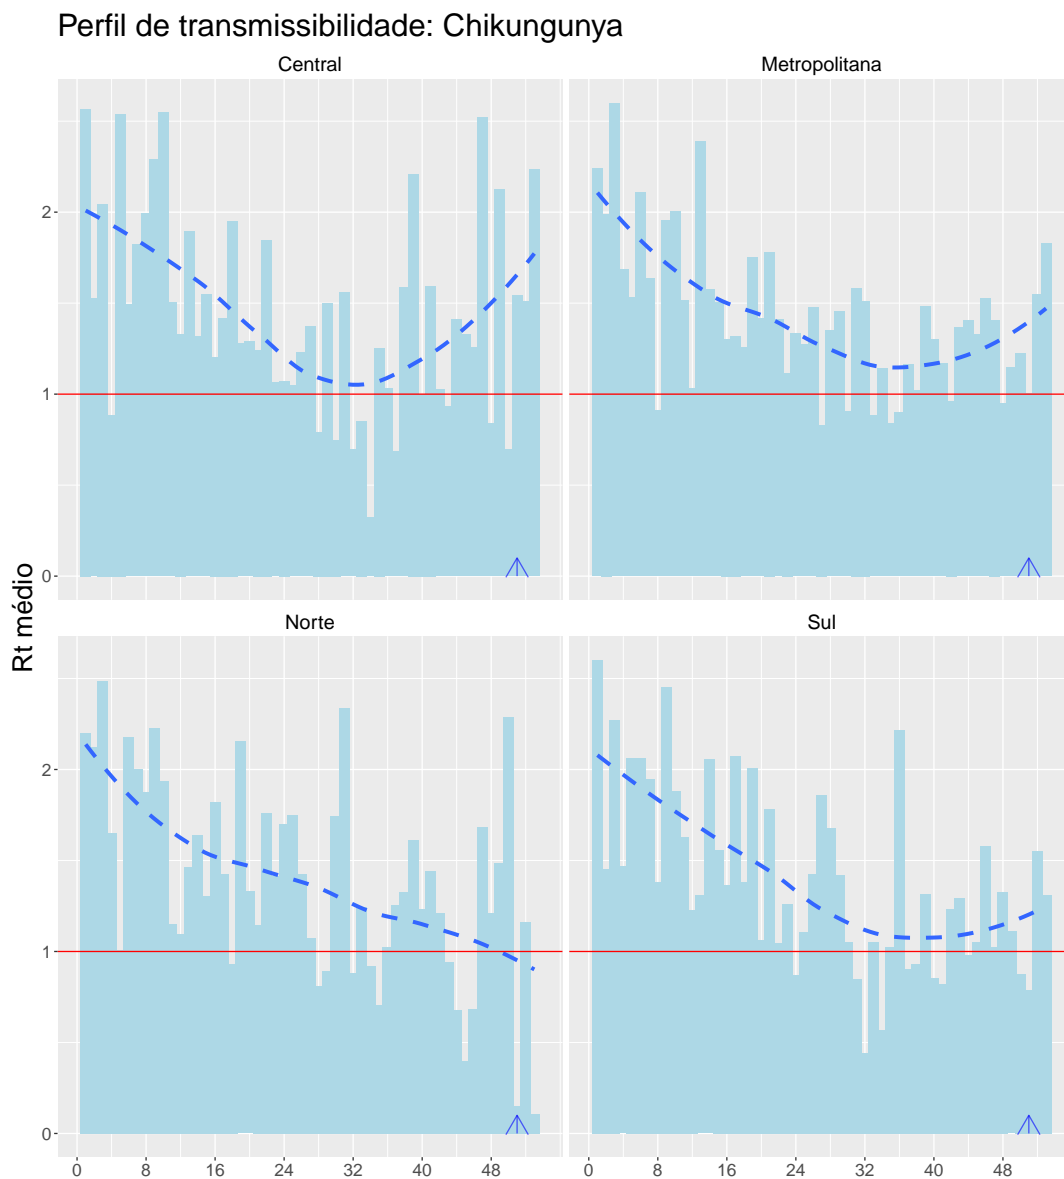 Perfil de transmissibilidade: Chikungunya
Central
Metropolitana
2
1
0
Rt médio
Norte
Sul
2
1
0
0 8 16 24 32 40 48
0 8 16 24 32 40 48